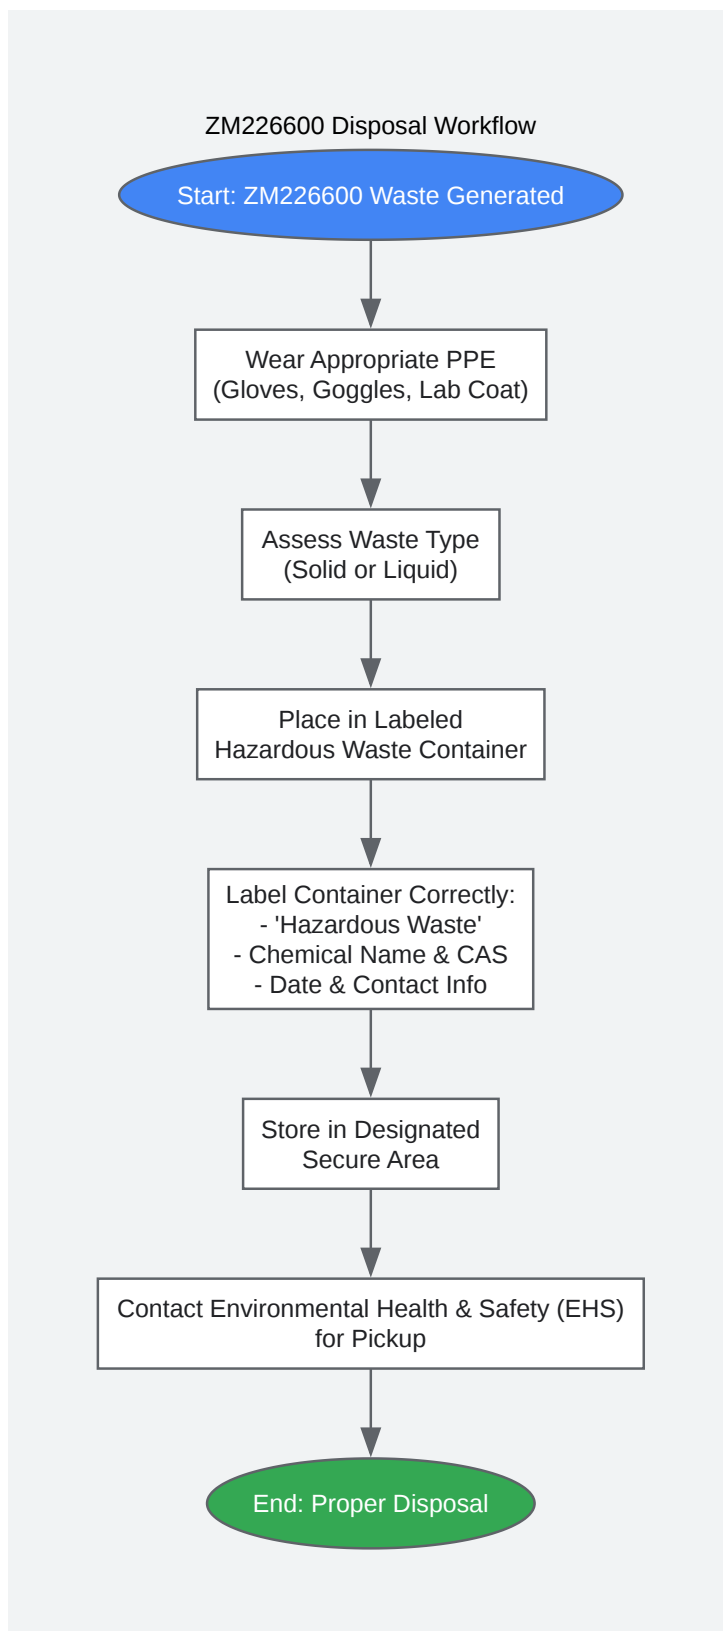 ZM226600 Disposal Workflow
Start: ZM226600 Waste Generated
Wear Appropriate PPE
(Gloves, Goggles, Lab Coat)
Assess Waste Type
(Solid or Liquid)
Place in Labeled
Hazardous Waste Container
Label Container Correctly:
- 'Hazardous Waste'
- Chemical Name & CAS
- Date & Contact Info
Store in Designated
Secure Area
Contact Environmental Health & Safety (EHS)
for Pickup
End: Proper Disposal